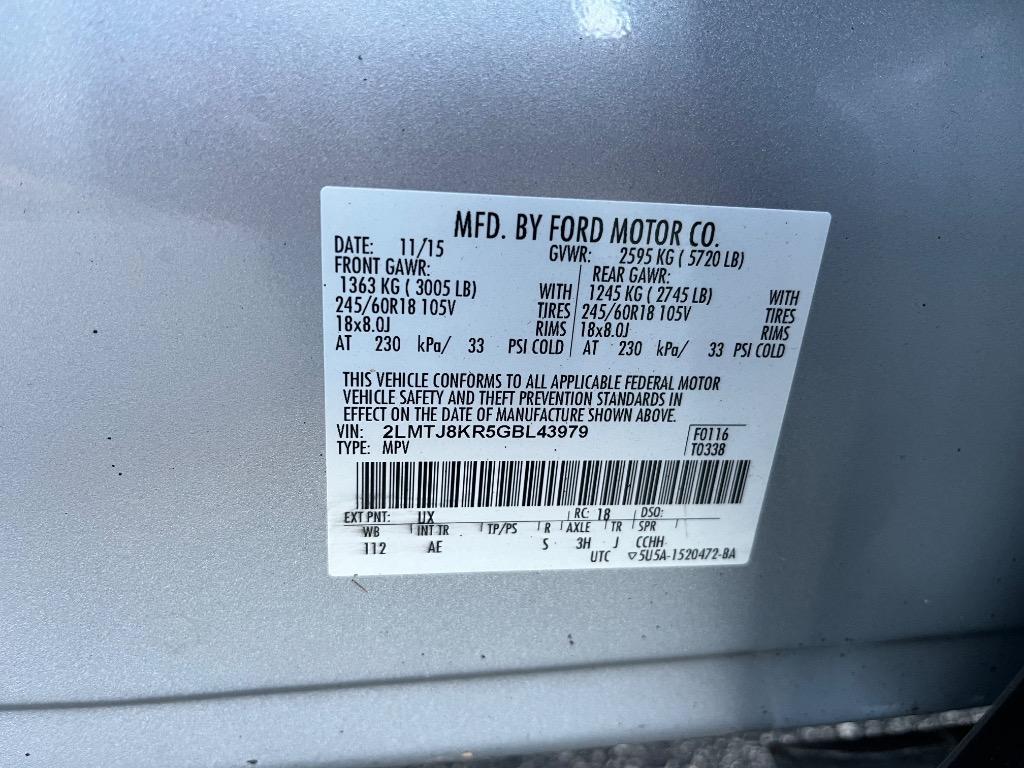 MFD. BY FORD MOTOR CO.
DATE: 11/15 GVWR: 2595 KG ( 5720 LB)
FRONT GAWR: REAR GAWR:
1363 KG ( 3005 LB) WITH 1245 KG ( 2745 LB) WITH
245/60R18 105V TIRES 245/60R18 105V TIRES
18x8.0J RIMS 18x8.0J RIMS
AT 230 kPa/ 33 PSI COLD AT 230 kPa/ 33 PSI COLD
THIS VEHICLE CONFORMS TO ALL APPLICABLE FEDERAL MOTOR
VEHICLE SAFETY AND THEFT PREVENTION STANDARDS IN
EFFECT ON THE DATE OF MANUFACTURE SHOWN ABOVE.
VIN: 2LMTJ8KR5GBL43979 F0116
TYPE: MPV T0338
EXT PNT: UX RC: 18 DSO:
WB INT TR TP/PS R AXLE TR SPR
112 AE S 3H J CCHH
UTC ▽5U5A-1520472-BA